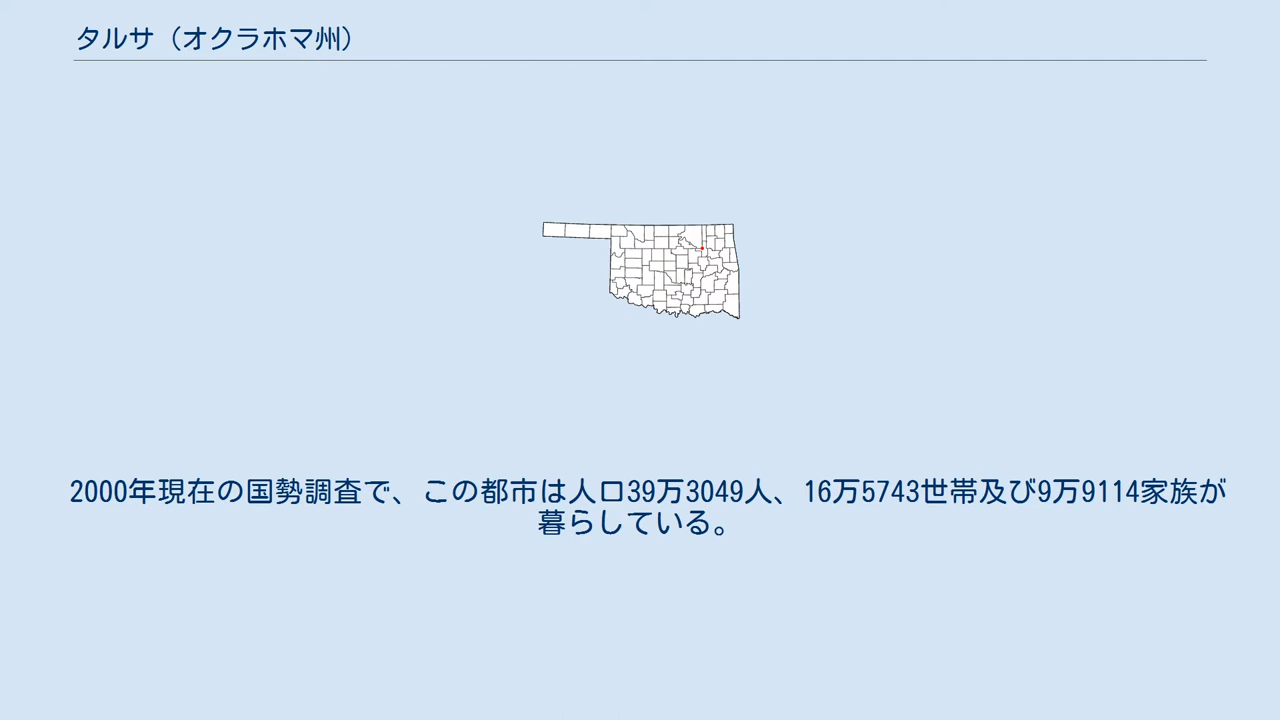 タルサ（オクラホマ州）
2000年現在の国勢調査で、この都市は人口39万3049人、16万5743世帯及び9万9114家族が
暮らしている。